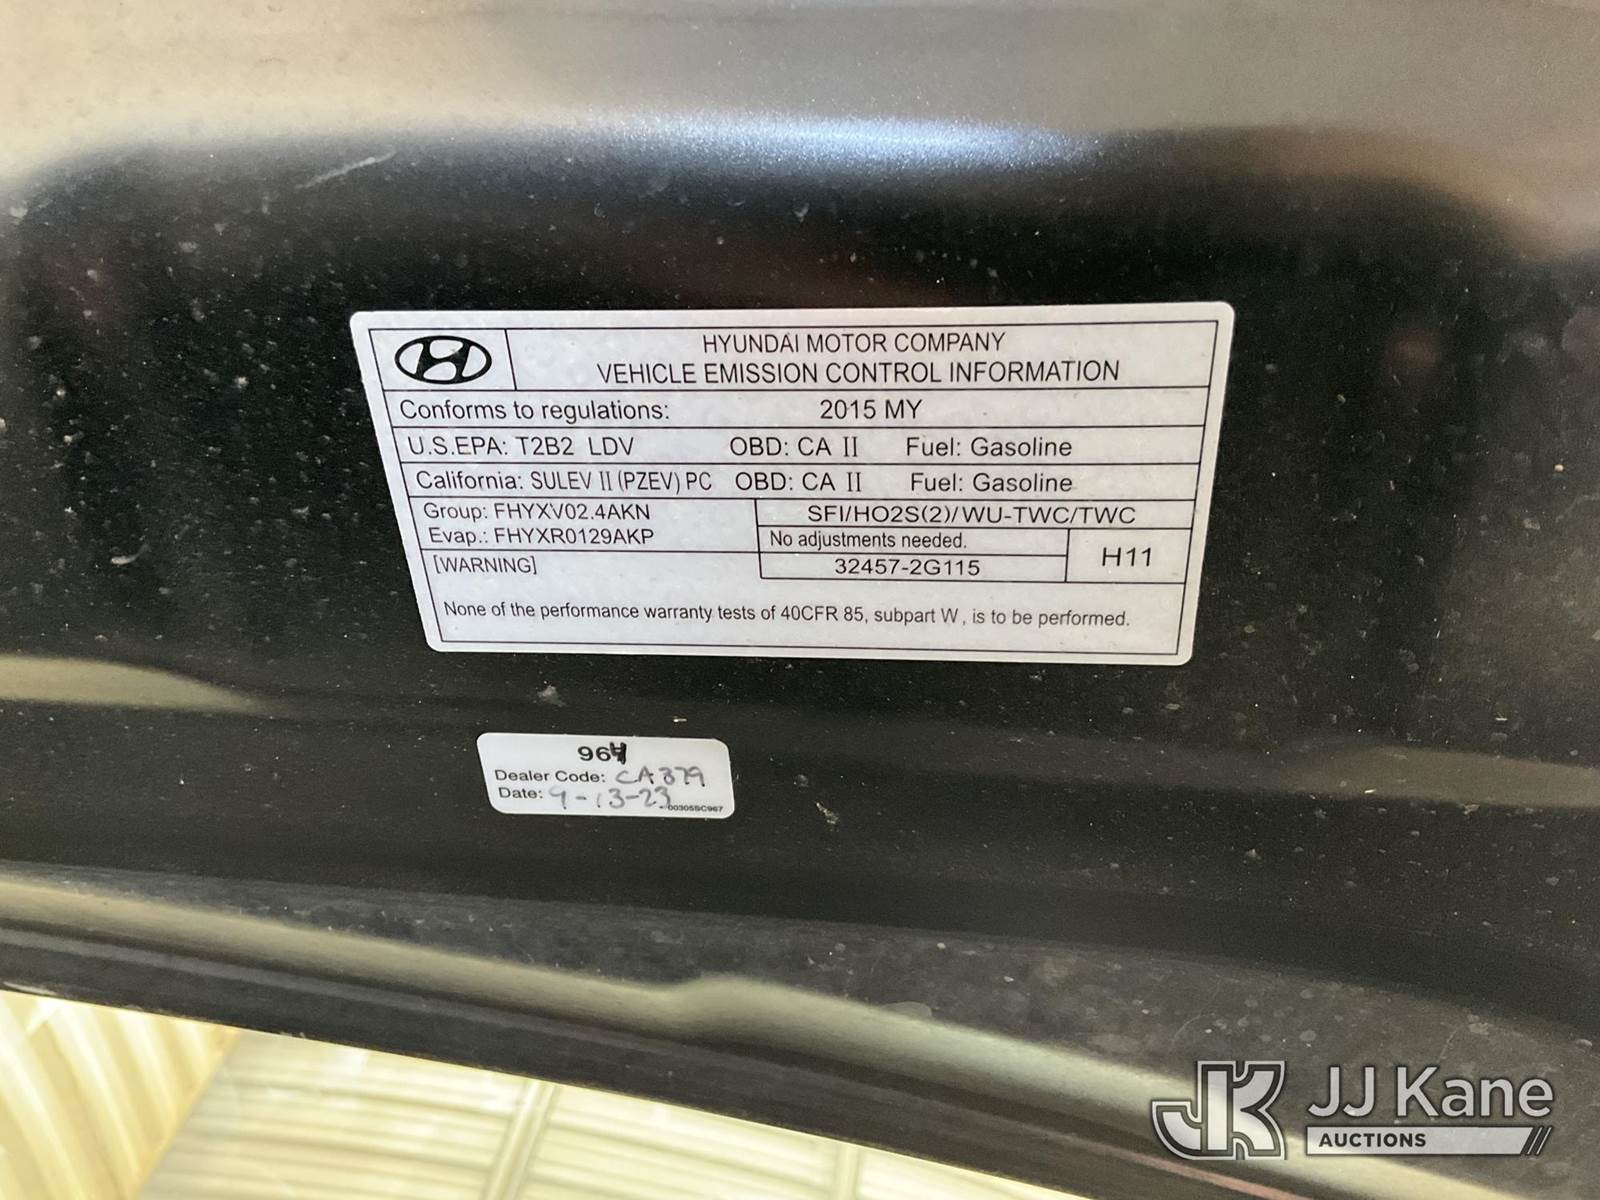 HYUNDAI MOTOR COMPANY
VEHICLE EMISSION CONTROL INFORMATION
Conforms to regulations: 2015 MY
U.S.EPA: T2B2 LDV OBD: CA II Fuel: Gasoline
California: SULEV II (PZEV) PC OBD: CA II Fuel: Gasoline
Group: FHYXV02.4AKN SFI/HO2S(2)/WU-TWC/TWC
Evap.: FHYXR0129AKP No adjustments needed. H11
[WARNING] 32457-2G115
None of the performance warranty tests of 40CFR 85, subpart W, is to be performed.
964
Dealer Code: CA379
Date: 9-13-23
00305SC967
JK JJ Kane
AUCTIONS